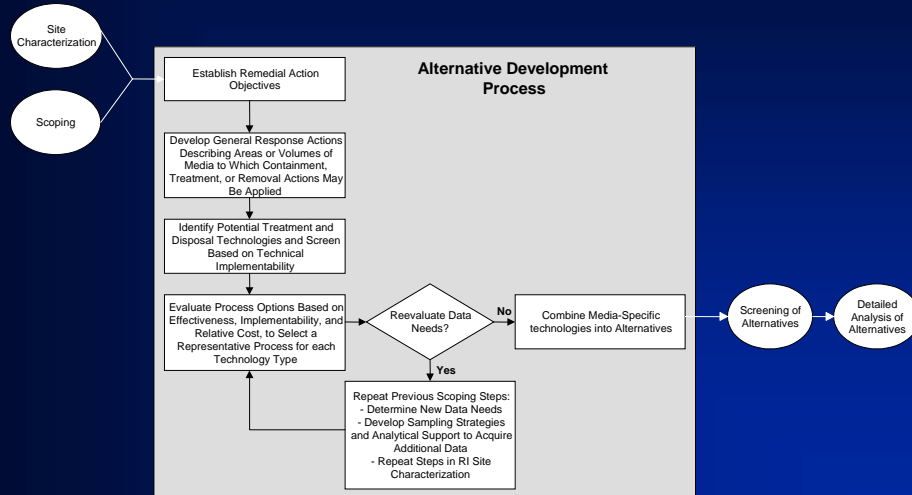 Site
Characterization
Scoping
Alternative Development
Process
Establish Remedial Action
Objectives
Develop General Response Actions
Describing Areas or Volumes of
Media to Which Containment,
Treatment, or Removal Actions May
Be Applied
Identify Potential Treatment and
Disposal Technologies and Screen
Based on Technical
Implementability
Evaluate Process Options Based on
Effectiveness, Implementability, and
Relative Cost, to Select a
Representative Process for each
Technology Type
Reevaluate Data
Needs?
No
Combine Media-Specific
technologies into Alternatives
Screening of
Alternatives
Detailed
Analysis of
Alternatives
Yes
Repeat Previous Scoping Steps:
- Determine New Data Needs
- Develop Sampling Strategies
and Analytical Support to Acquire
Additional Data
- Repeat Steps in RI Site
Characterization